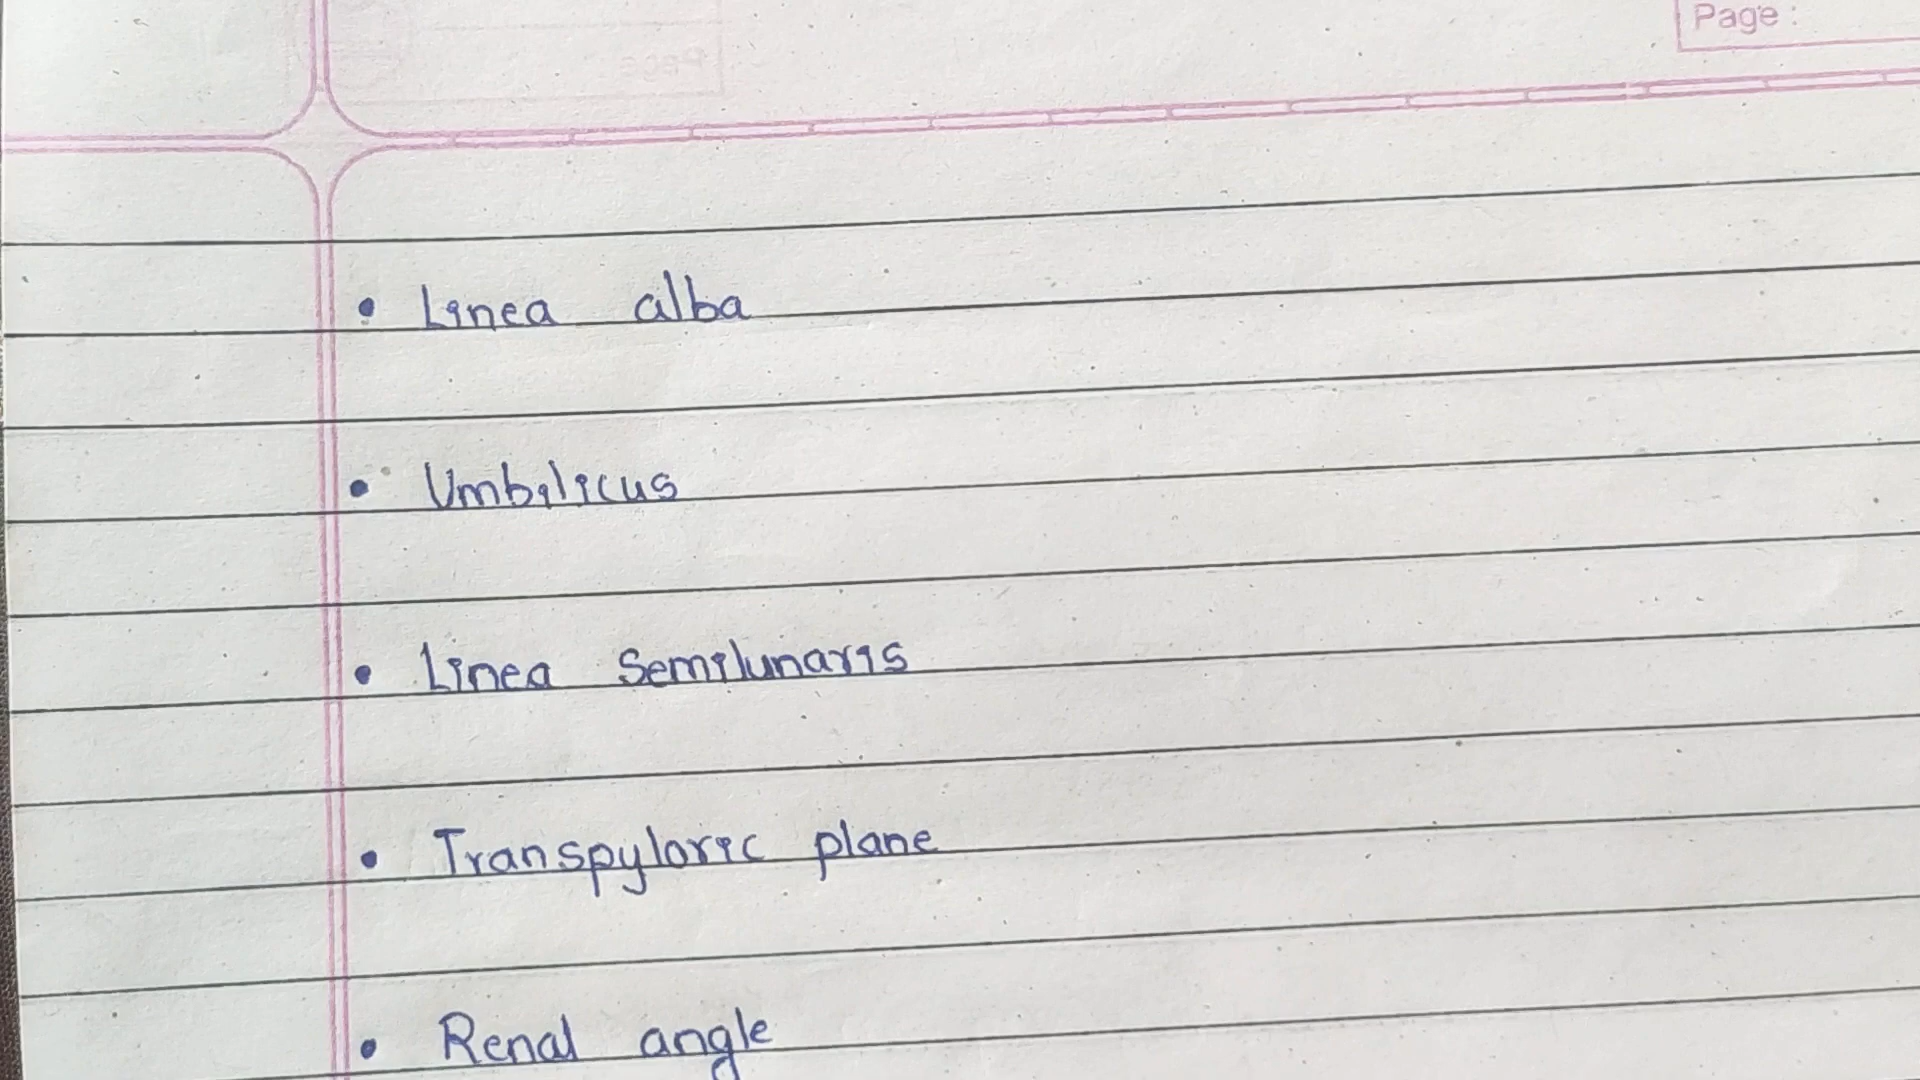 Page :
• Linea alba
• Umbilicus
• Linea Semilunaris
• Transpyloric plane
• Renal angle